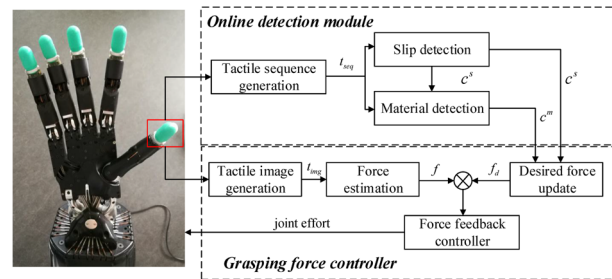 Online detection module
Tactile sequence
generation
t_seq
Slip detection
c^s
c^s
Material detection
c^m
Tactile image
generation
t_img
Force
estimation
f
f_d
Desired force
update
joint effort
Force feedback
controller
Grasping force controller